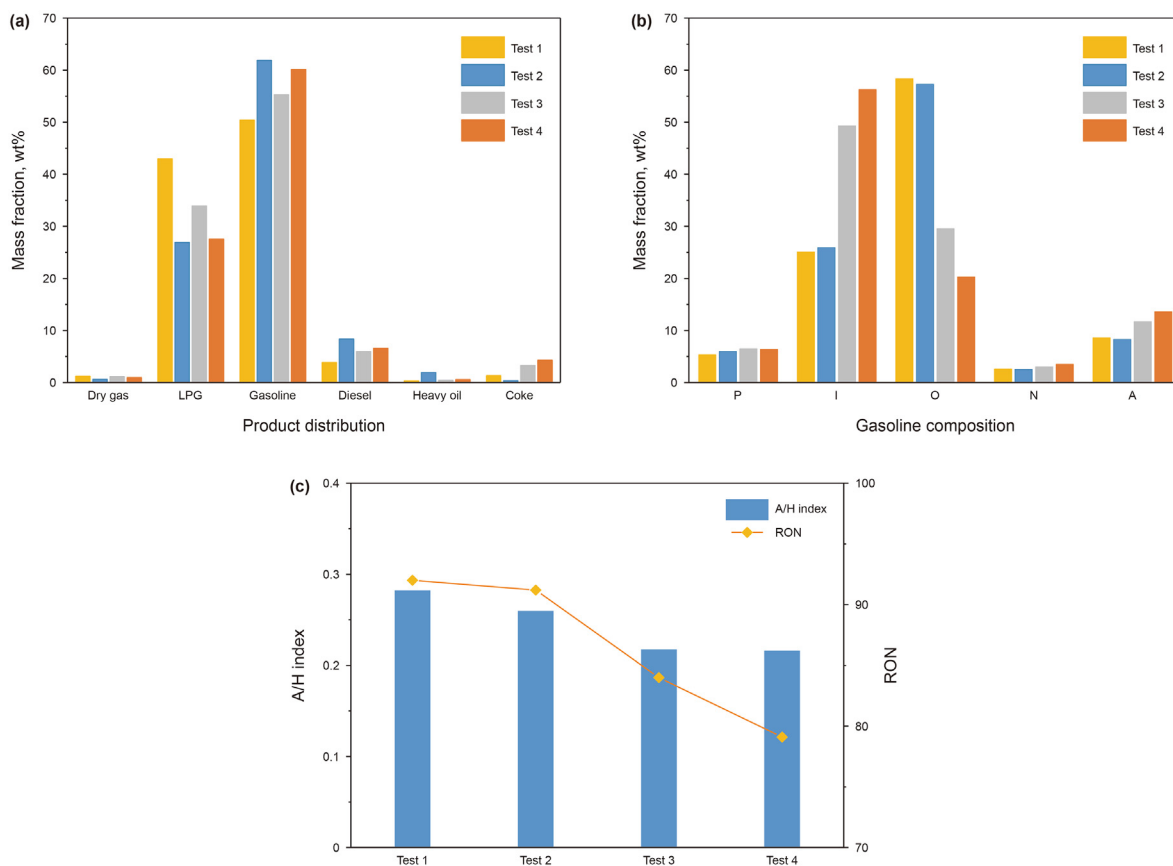 (a)
70
60
50
40
30
20
10
0
Mass fraction, wt%
Test 1
Test 2
Test 3
Test 4
Dry gas LPG Gasoline Diesel Heavy oil Coke
Product distribution
(b)
70
60
50
40
30
20
10
0
Mass fraction, wt%
Test 1
Test 2
Test 3
Test 4
P I O N A
Gasoline composition
(c)
0.4
0.3
0.2
0.1
0
A/H index
A/H index
RON
100
90
80
70
RON
Test 1 Test 2 Test 3 Test 4